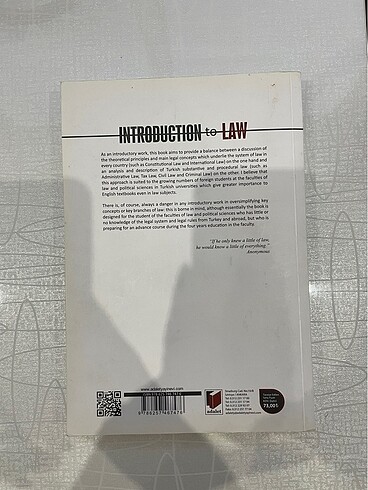 INTRODUCTION to LAW
As an introductory work, this book aims to provide a balance between a discussion of
the theoretical principles and main legal concepts which underlie the system of law in
every country (such as Constitutional Law and International Law) on the one hand and
an analysis and description of Turkish substantive and procedural law (such as
Administrative Law, Tax Law, Civil Law and Criminal Law) on the other. I believe that
this approach is suited to the growing numbers of foreign students at the faculties of
law and political sciences in Turkish universities which give greater importance to
English textbooks even in law subjects.
There is, of course, always a danger in any introductory work in oversimplifying key
concepts or key branches of law: this is borne in mind, although essentially the book is
designed for the student of the faculties of law and political sciences who has little or
no knowledge of the legal system and legal rules from Turkey and abroad, but who is
preparing for an advance course during the four years education in the faculty.
"If he only knew a little of law,
he would know a little of everything."
Anonymous
www.adaletyayinevi.com
adalet